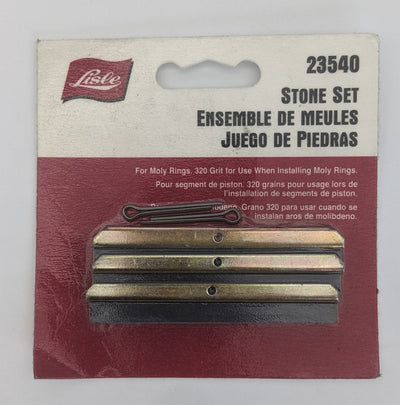 Lisle
23540
STONE SET
ENSEMBLE DE MEULES
JUEGO DE PIEDRAS
For Moly Rings. 320 Grit for Use When Installing Moly Rings.
Pour segment de piston. 320 grains pour usage lors de
l'installation de segments de piston.
Grano 320 para usar cuando se
instalan aros de molibdeno.